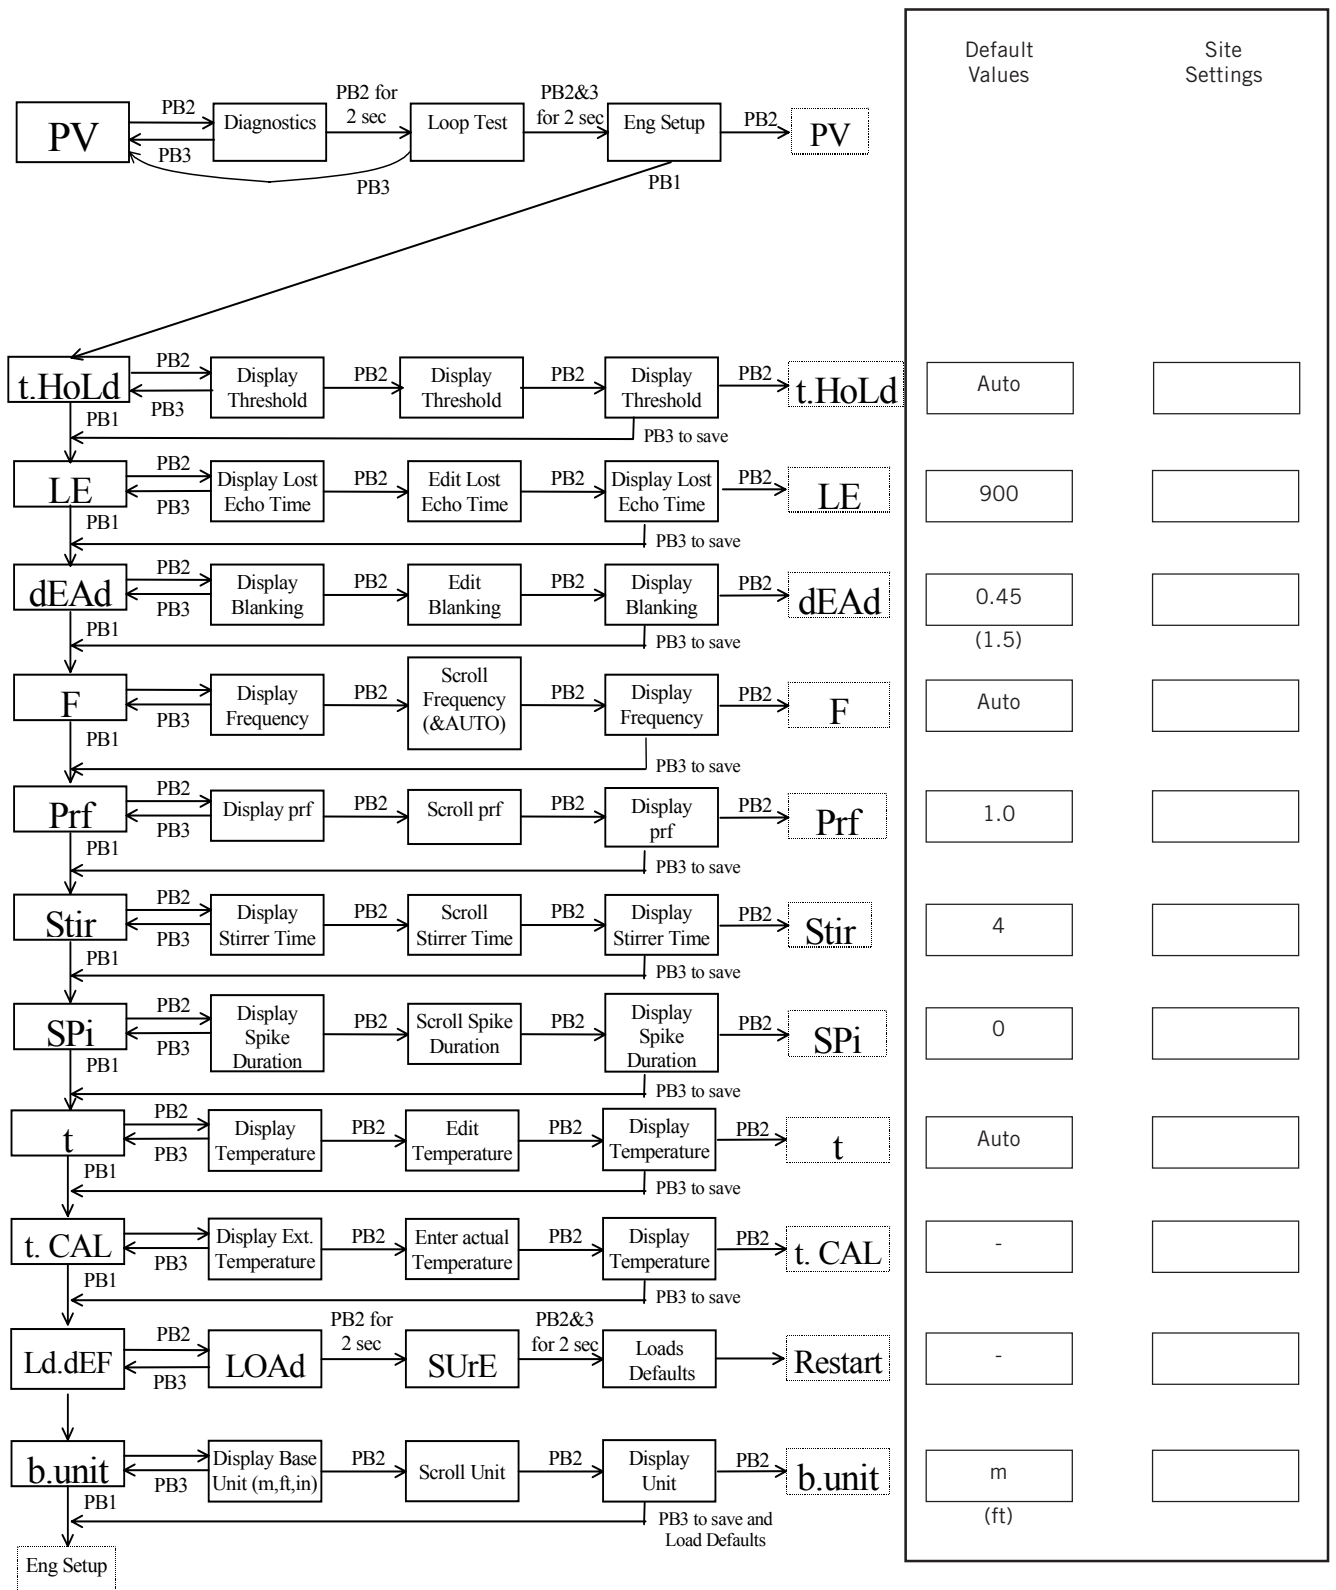 Default
Values
Site
Settings
PV
PB2
PB3
Diagnostics
PB2 for
2 sec
Loop Test
PB3
PB2&3
for 2 sec
Eng Setup
PB2
PV
PB1
t.HoLd
PB2
PB3
Display
Threshold
PB2
Display
Threshold
PB2
Display
Threshold
PB2
t.HoLd
Auto
PB1
PB3 to save
LE
PB2
PB3
Display Lost
Echo Time
PB2
Edit Lost
Echo Time
PB2
Display Lost
Echo Time
PB2
LE
900
PB1
PB3 to save
dEAd
PB2
PB3
Display
Blanking
PB2
Edit
Blanking
PB2
Display
Blanking
PB2
dEAd
0.45
(1.5)
PB1
PB3 to save
F
PB3
Display
Frequency
PB2
Scroll
Frequency
(&AUTO)
PB2
Display
Frequency
PB2
F
Auto
PB1
PB3 to save
Prf
PB2
PB3
Display prf
PB2
Scroll prf
PB2
Display
prf
PB2
Prf
1.0
PB1
PB3 to save
Stir
PB2
PB3
Display
Stirrer Time
PB2
Scroll
Stirrer Time
PB2
Display
Stirrer Time
PB2
Stir
4
PB1
PB3 to save
SPi
PB2
PB3
Display
Spike
Duration
PB2
Scroll Spike
Duration
PB2
Display
Spike
Duration
PB2
SPi
0
PB1
PB3 to save
t
PB2
PB3
Display
Temperature
PB2
Edit
Temperature
PB2
Display
Temperature
PB2
t
Auto
PB1
PB3 to save
t. CAL
PB3
Display Ext.
Temperature
PB2
Enter actual
Temperature
PB2
Display
Temperature
PB2
t. CAL
-
PB1
PB3 to save
Ld.dEF
PB2
PB3
LOAd
PB2 for
2 sec
SUrE
PB2&3
for 2 sec
Loads
Defaults
Restart
-
b.unit
PB3
Display Base
Unit (m,ft,in)
PB2
Scroll Unit
PB2
Display
Unit
PB2
b.unit
m
(ft)
PB1
PB3 to save and
Load Defaults
Eng Setup